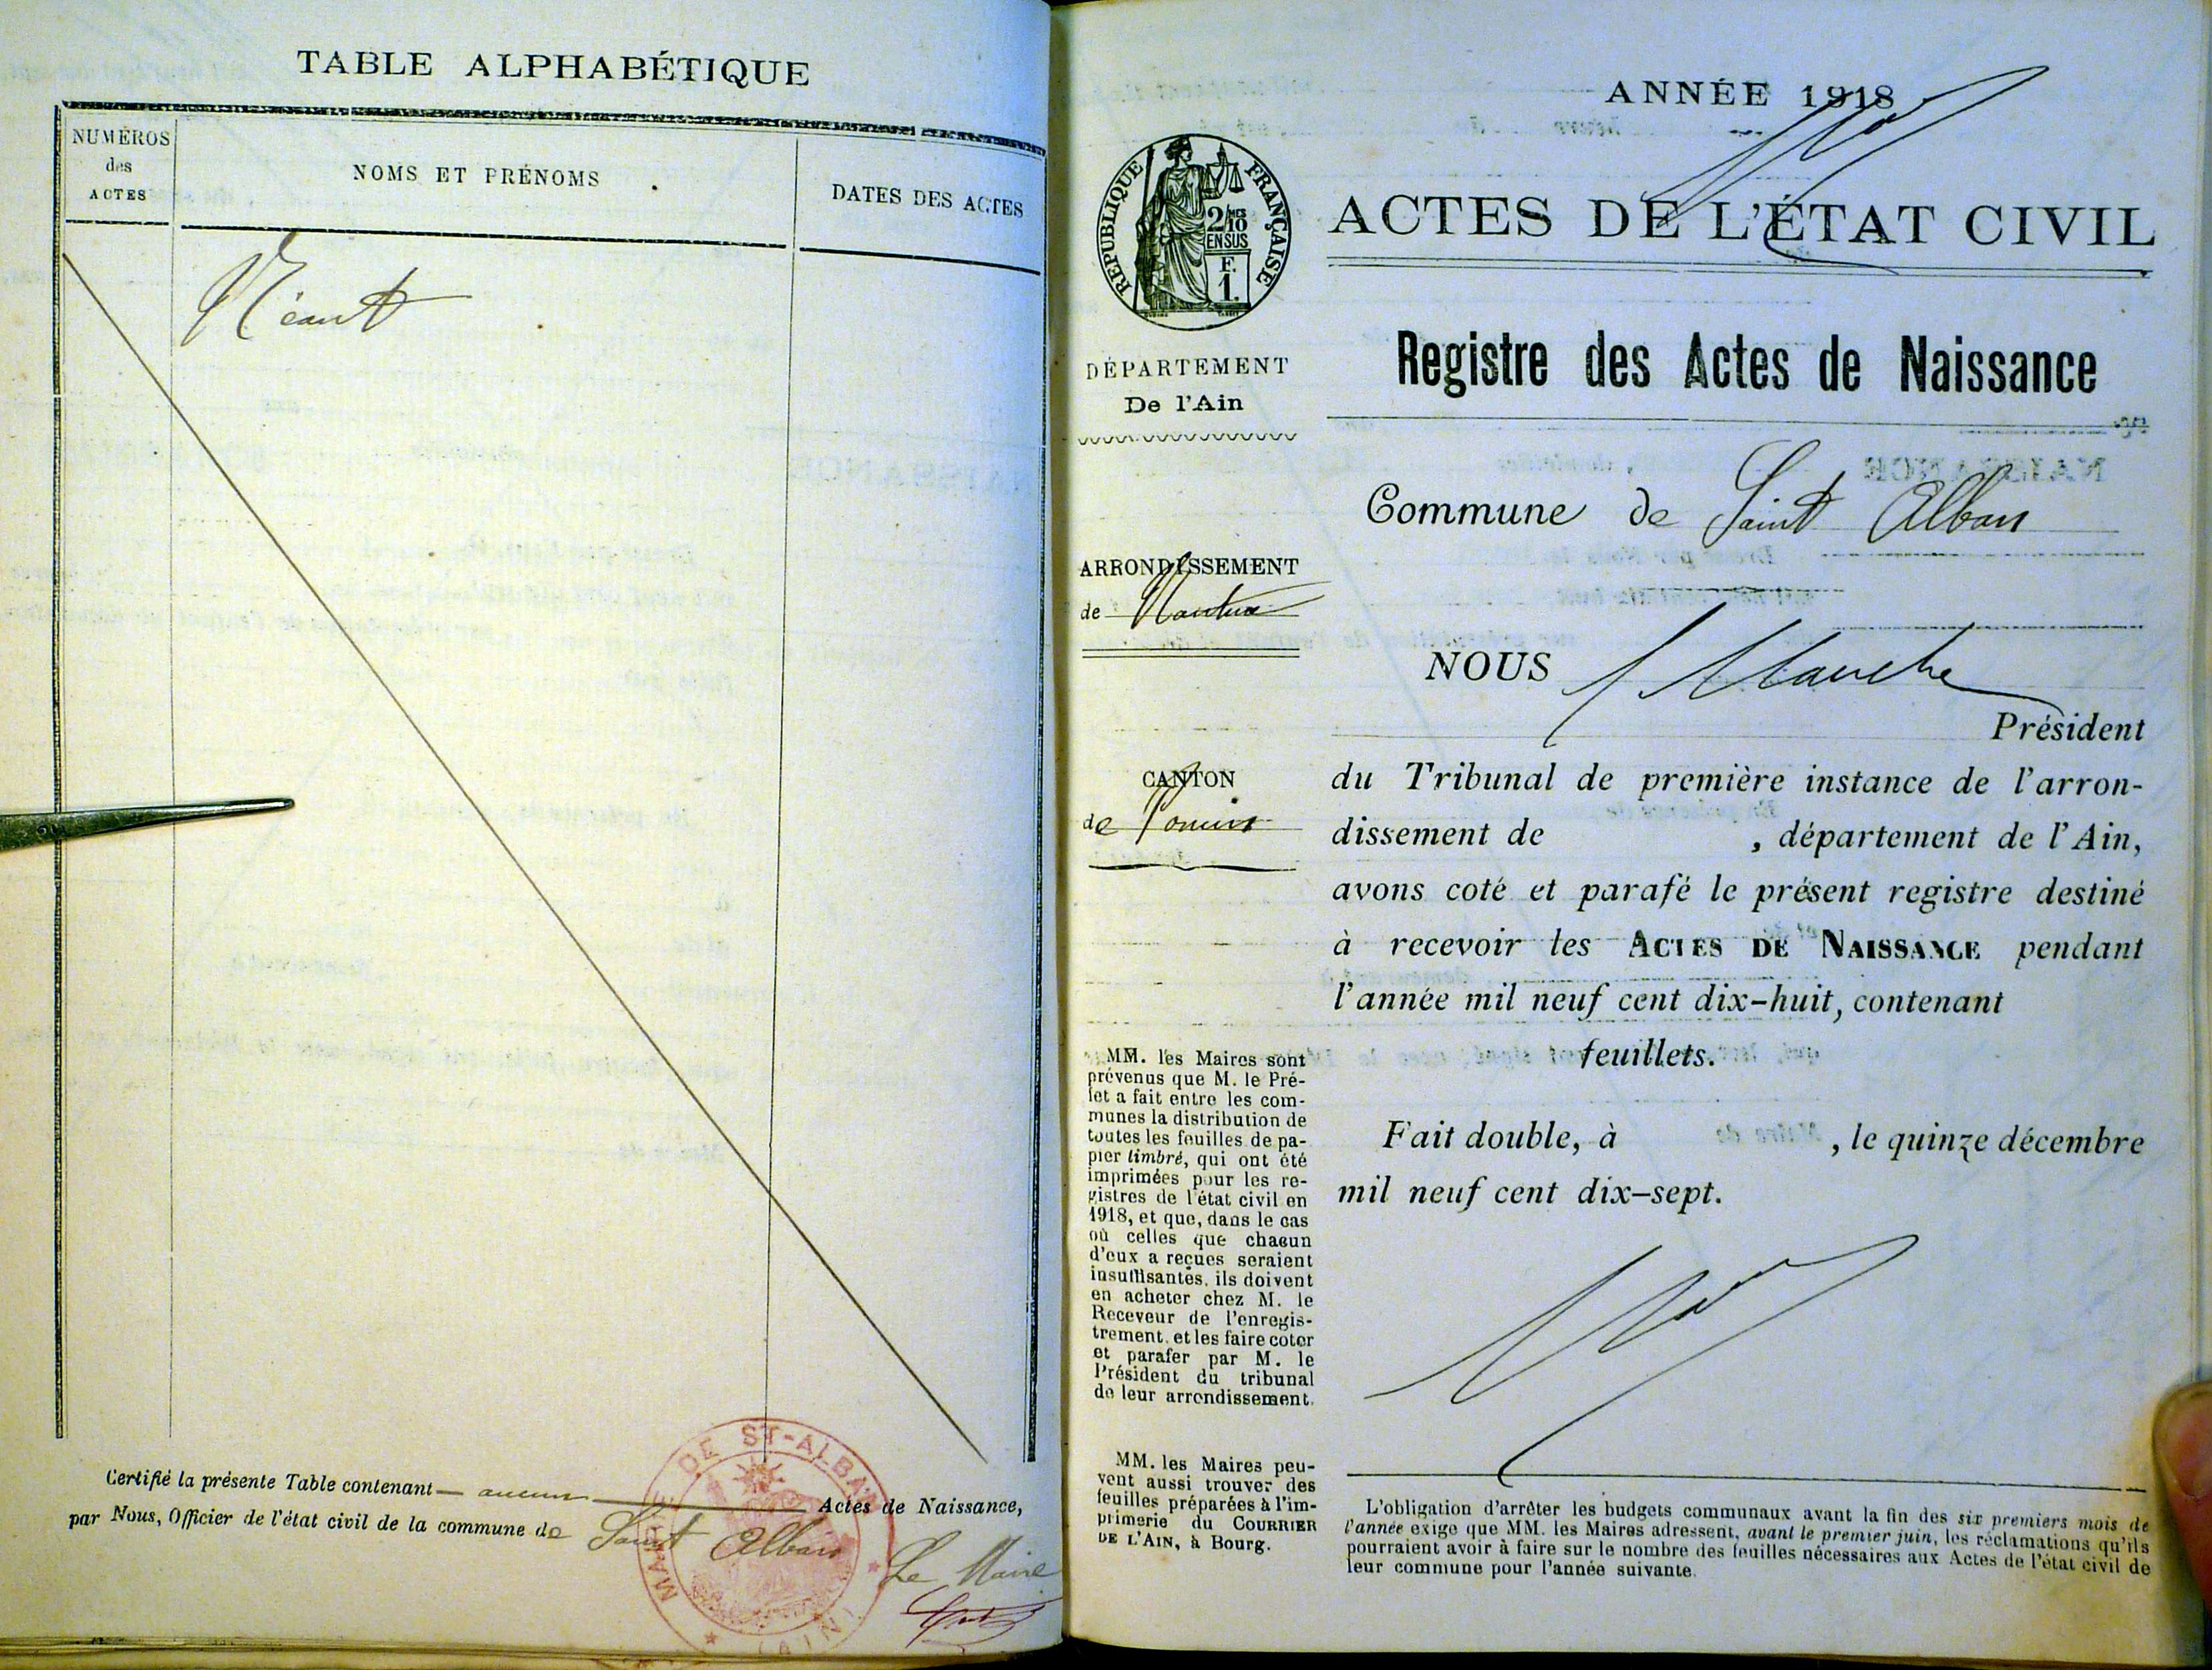 TABLE ALPHABÉTIQUE
NUMÉROS
des
ACTES
NOMS ET PRÉNOMS
DATES DES ACTES
Néant
Certifié la présente Table contenant — aucun — Actes de Naissance,
par Nous, Officier de l'état civil de la commune de Saint Alban
Le Maire
MAIRIE DE ST-ALBAN
(AIN)
ANNÉE 1918
RÉPUBLIQUE FRANÇAISE
2/10 MES
EN SUS
F.
1.
ACTES DE L'ÉTAT CIVIL
Registre des Actes de Naissance
DÉPARTEMENT
De l'Ain
Commune de Saint Alban
ARRONDISSEMENT
de Nantua
NOUS
Président
CANTON
de Poncin
du Tribunal de première instance de l'arron-
dissement de , département de l'Ain,
avons coté et parafé le présent registre destiné
à recevoir les ACTES DE NAISSANCE pendant
l'année mil neuf cent dix-huit, contenant
feuillets.
Fait double, à , le quinze décembre
mil neuf cent dix-sept.
MM. les Maires sont
prévenus que M. le Pré-
fet a fait entre les com-
munes la distribution de
toutes les feuilles de pa-
pier timbré, qui ont été
imprimées pour les re-
gistres de l'état civil en
1918, et que, dans le cas
où celles que chacun
d'eux a reçues seraient
insuffisantes, ils doivent
en acheter chez M. le
Receveur de l'enregis-
trement, et les faire coter
et parafer par M. le
Président du tribunal
de leur arrondissement.
MM. les Maires peu-
vent aussi trouver des
feuilles préparées à l'im-
primerie du COURRIER
DE L'AIN, à Bourg.
L'obligation d'arrêter les budgets communaux avant la fin des six premiers mois de
l'année exige que MM. les Maires adressent, avant le premier juin, les réclamations qu'ils
pourraient avoir à faire sur le nombre des feuilles nécessaires aux Actes de l'état civil de
leur commune pour l'année suivante.